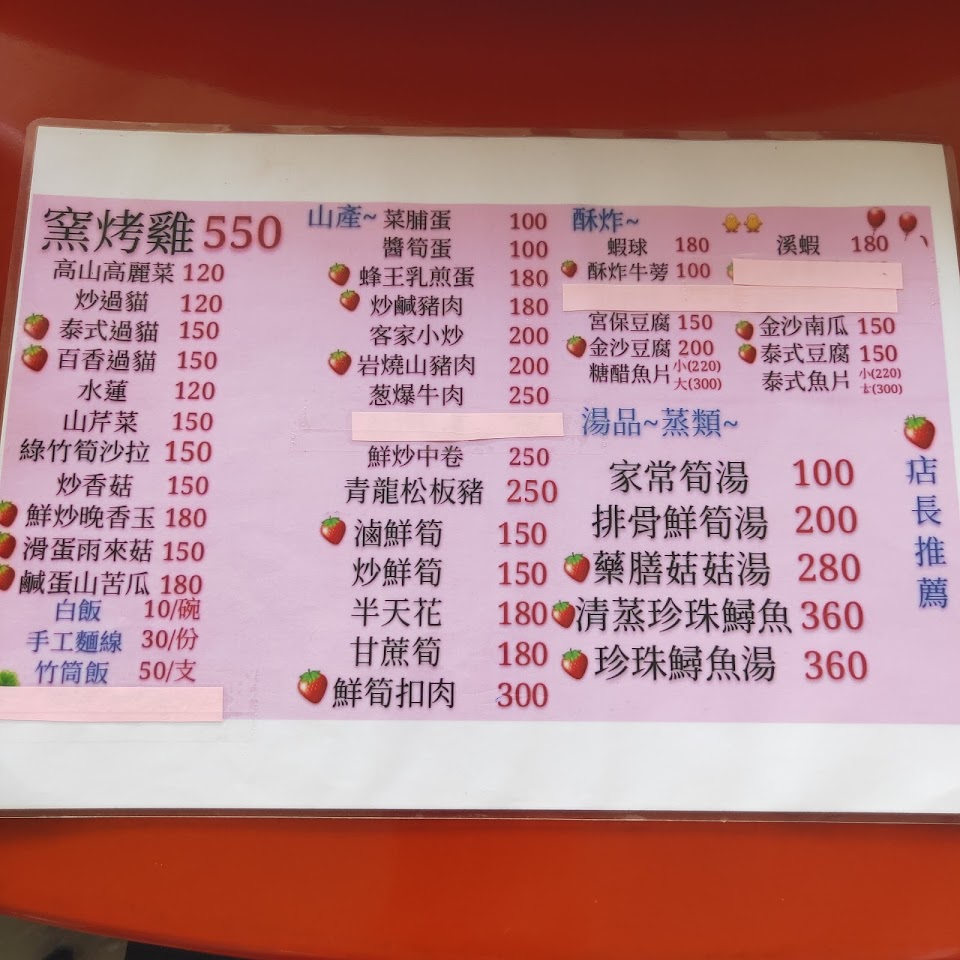 窯烤雞 550
高山高麗菜 120
炒過貓 120
泰式過貓 150
百香過貓 150
水蓮 120
山芹菜 150
綠竹筍沙拉 150
炒香菇 150
鮮炒晚香玉 180
滑蛋雨來菇 150
鹹蛋山苦瓜 180
白飯 10/碗
手工麵線 30/份
竹筒飯 50/支
山產~ 菜脯蛋 100
醬筍蛋 100
蜂王乳煎蛋 180
炒鹹豬肉 180
客家小炒 200
岩燒山豬肉 200
葱爆牛肉 250
鮮炒中卷 250
青龍松板豬 250
滷鮮筍 150
炒鮮筍 150
半天花 180
甘蔗筍 180
鮮筍扣肉 300
酥炸~
蝦球 180 溪蝦 180
酥炸牛蒡 100
宮保豆腐 150 金沙南瓜 150
金沙豆腐 200 泰式豆腐 150
糖醋魚片 小(220) 大(300) 泰式魚片 小(220) 大(300)
湯品~蒸類~
家常筍湯 100
排骨鮮筍湯 200
藥膳菇菇湯 280
清蒸珍珠鱘魚 360
珍珠鱘魚湯 360
店長推薦